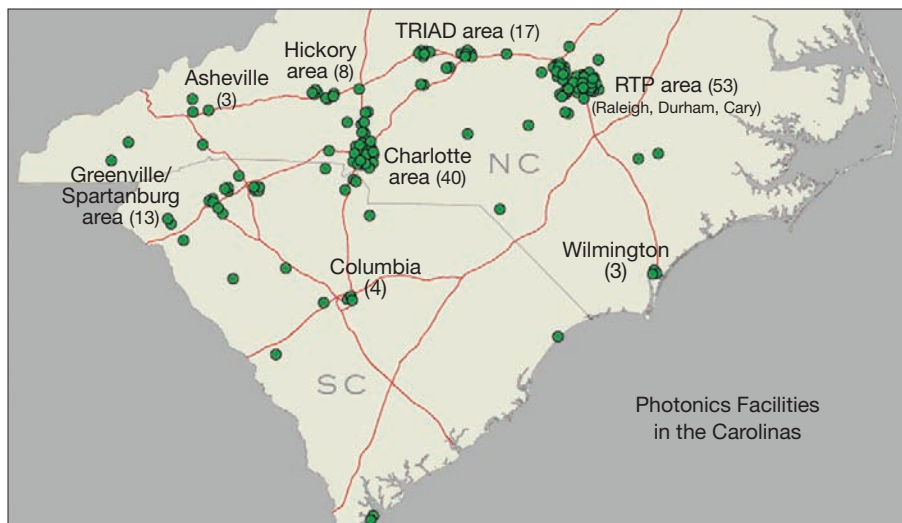 TRIAD area (17)
Hickory
area (8)
Asheville
(3)
RTP area (53)
(Raleigh, Durham, Cary)
Charlotte
area (40)
NC
Greenville/
Spartanburg
area (13)
Wilmington
(3)
Columbia
(4)
SC
Photonics Facilities
in the Carolinas